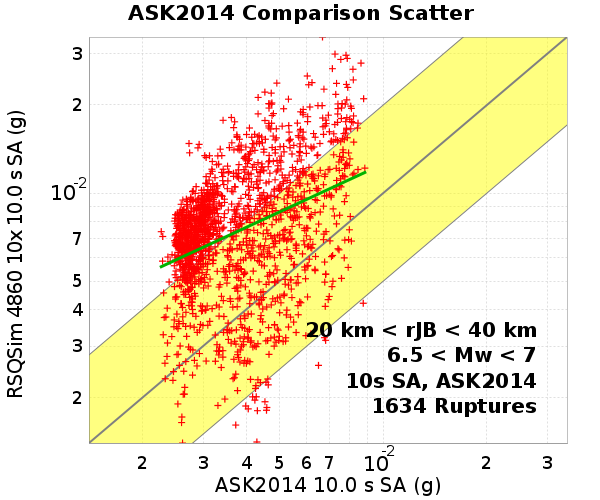 ASK2014 Comparison Scatter
RSQSim 4860 10x 10.0 s SA (g)
3
2
10-2
7
5
4
3
2
20 km < rJB < 40 km
6.5 < Mw < 7
10s SA, ASK2014
1634 Ruptures
2 3 4 5 6 7 10-2 2 3
ASK2014 10.0 s SA (g)